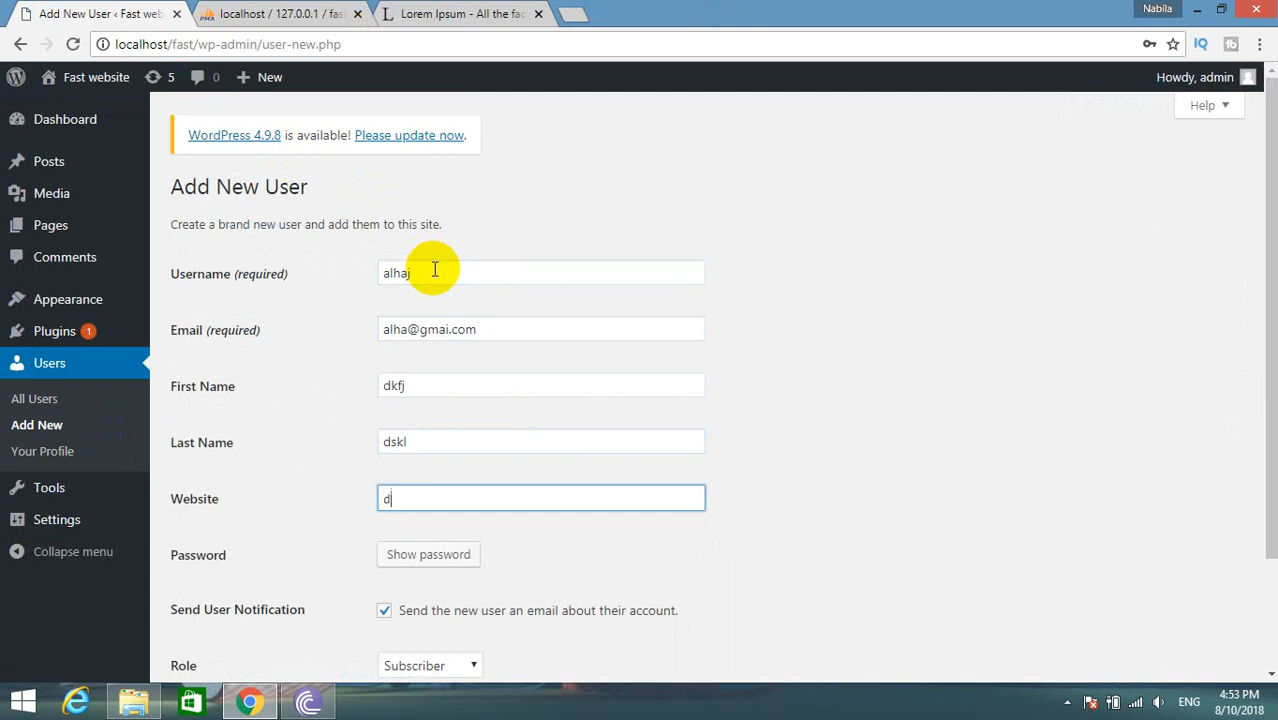 Add New User ‹ Fast web
localhost / 127.0.0.1 / fas
Lorem Ipsum - All the fac
Nabila
localhost/fast/wp-admin/user-new.php
Fast website
5
0
New
Howdy, admin
Help
Dashboard
Posts
Media
Pages
Comments
Appearance
Plugins 1
Users
All Users
Add New
Your Profile
Tools
Settings
Collapse menu
WordPress 4.9.8 is available! Please update now.
Add New User
Create a brand new user and add them to this site.
Username (required)
alhaj
Email (required)
alha@gmai.com
First Name
dkfj
Last Name
dskl
Website
d
Password
Show password
Send User Notification
Send the new user an email about their account.
Role
Subscriber
ENG
4:53 PM
8/10/2018